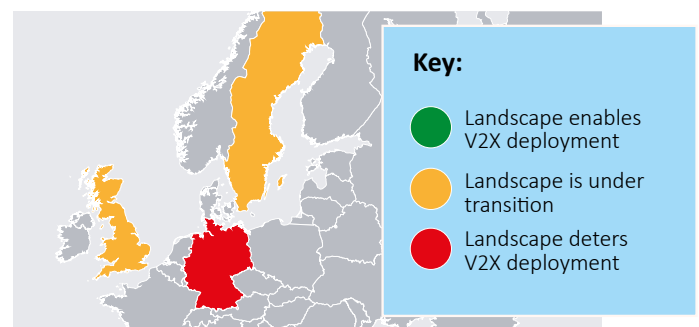 Key:
Landscape enables
V2X deployment
Landscape is under
transition
Landscape deters
V2X deployment